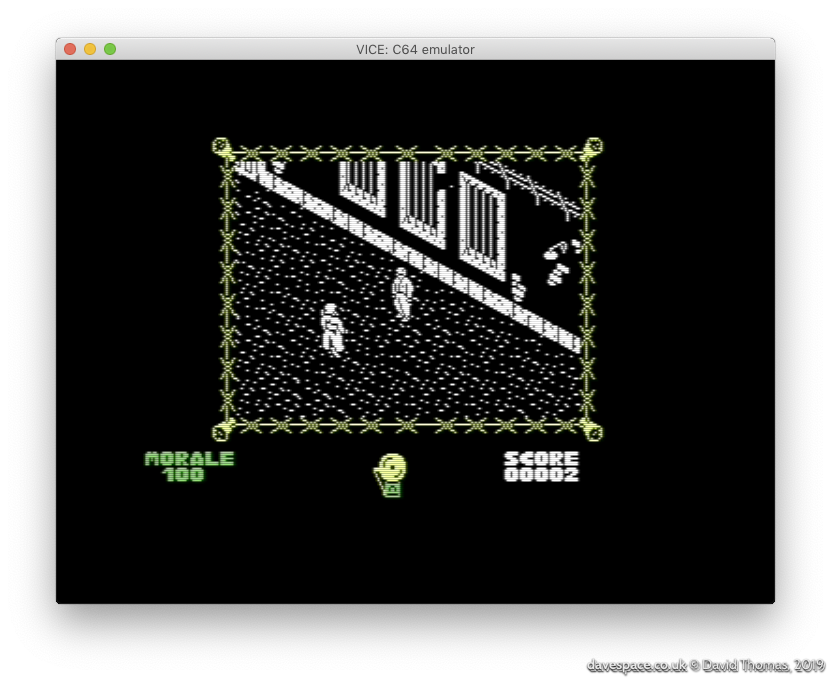 VICE: C64 emulator
MORALE
100
SCORE
00002
davespace.co.uk © David Thomas, 2019